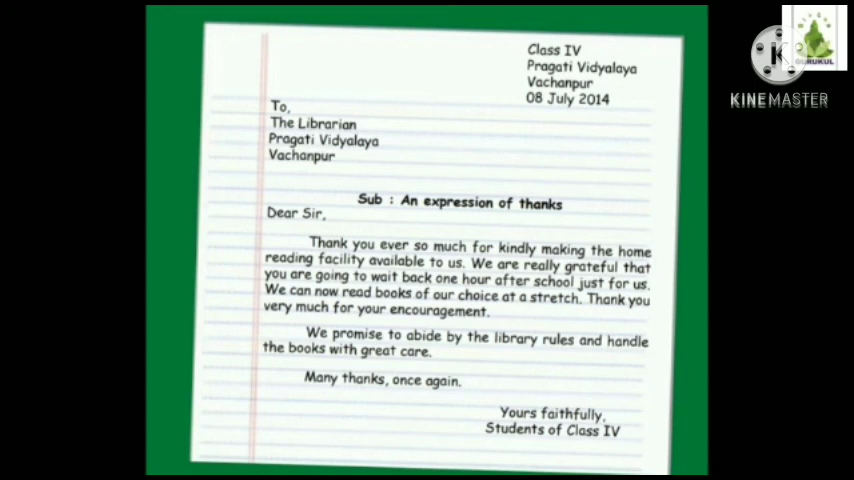 Class IV
Pragati Vidyalaya
Vachanpur
08 July 2014
To,
The Librarian
Pragati Vidyalaya
Vachanpur
Sub : An expression of thanks
Dear Sir,
Thank you ever so much for kindly making the home
reading facility available to us. We are really grateful that
you are going to wait back one hour after school just for us.
We can now read books of our choice at a stretch. Thank you
very much for your encouragement.
We promise to abide by the library rules and handle
the books with great care.
Many thanks, once again.
Yours faithfully,
Students of Class IV
K
KINEMASTER
GURUKUL